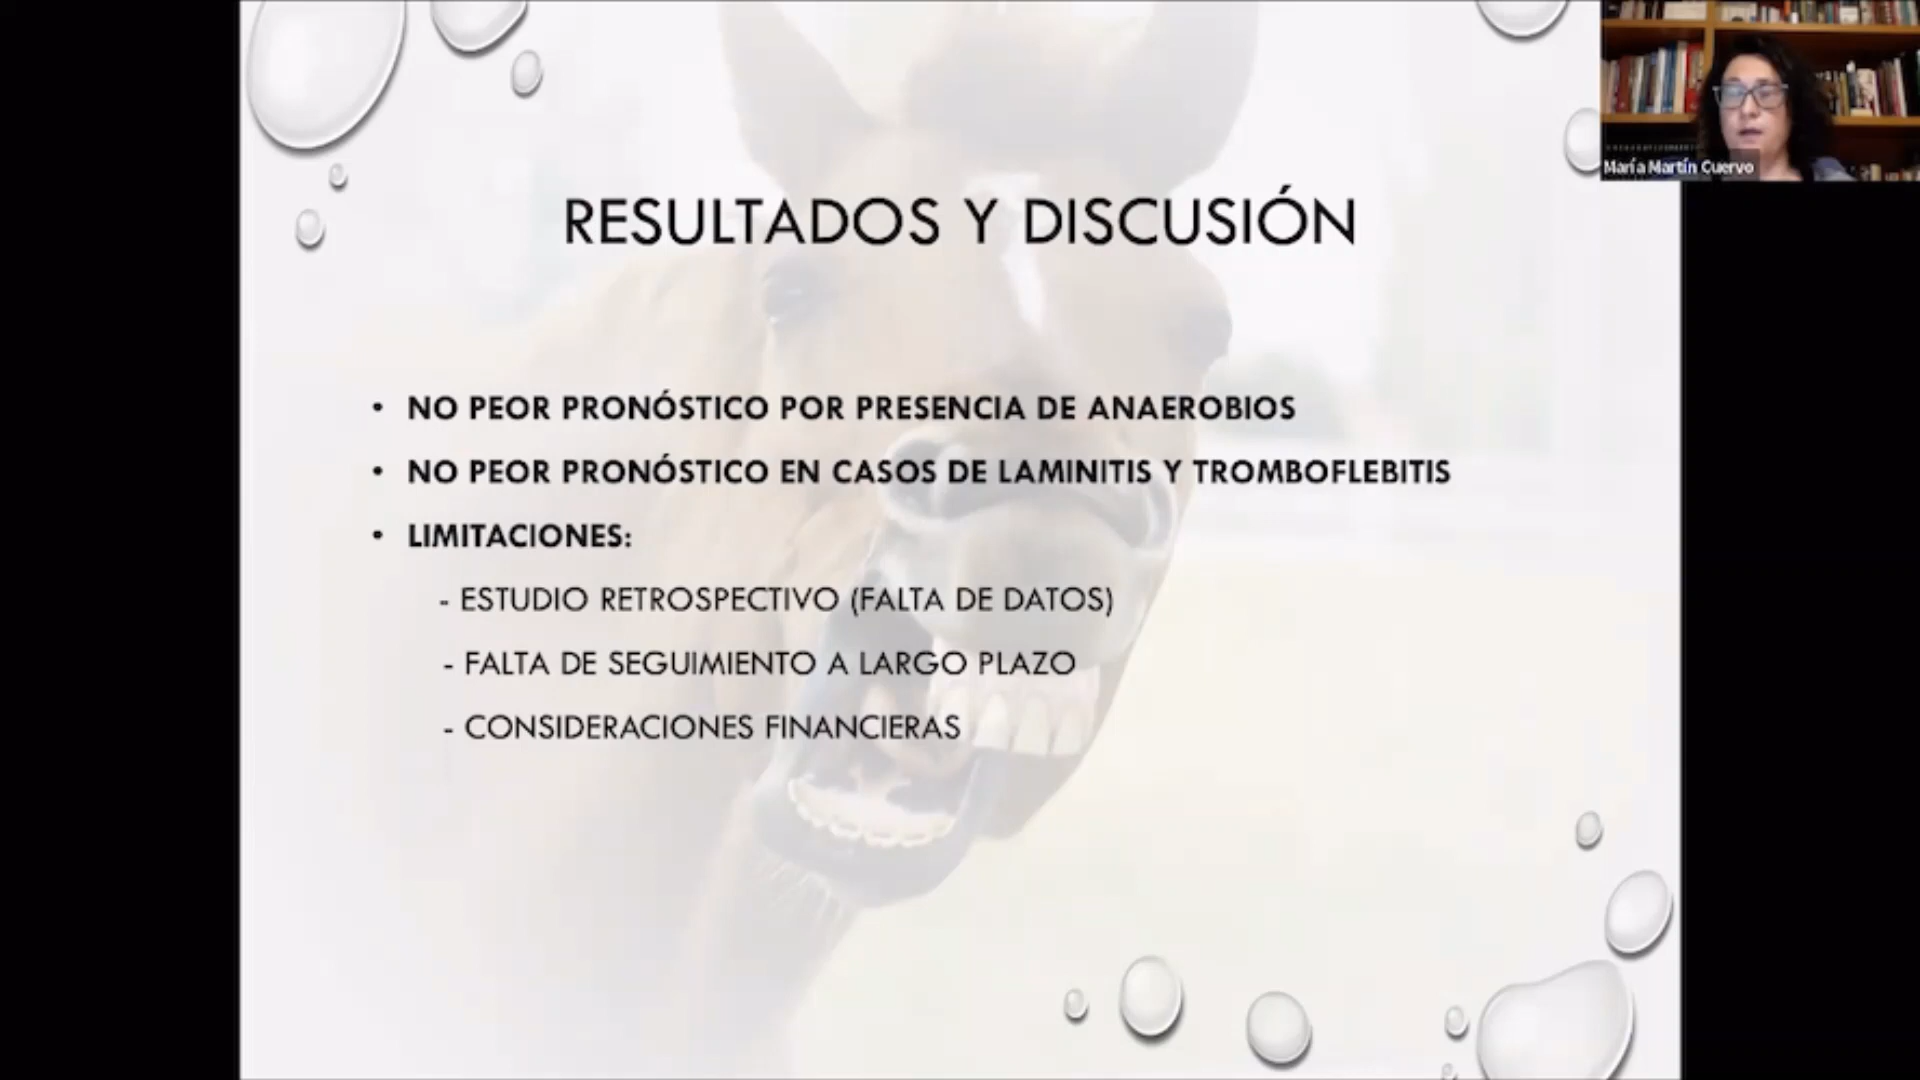 María Martín Cuervo
RESULTADOS Y DISCUSIÓN
• NO PEOR PRONÓSTICO POR PRESENCIA DE ANAEROBIOS
• NO PEOR PRONÓSTICO EN CASOS DE LAMINITIS Y TROMBOFLEBITIS
• LIMITACIONES:
- ESTUDIO RETROSPECTIVO (FALTA DE DATOS)
- FALTA DE SEGUIMIENTO A LARGO PLAZO
- CONSIDERACIONES FINANCIERAS